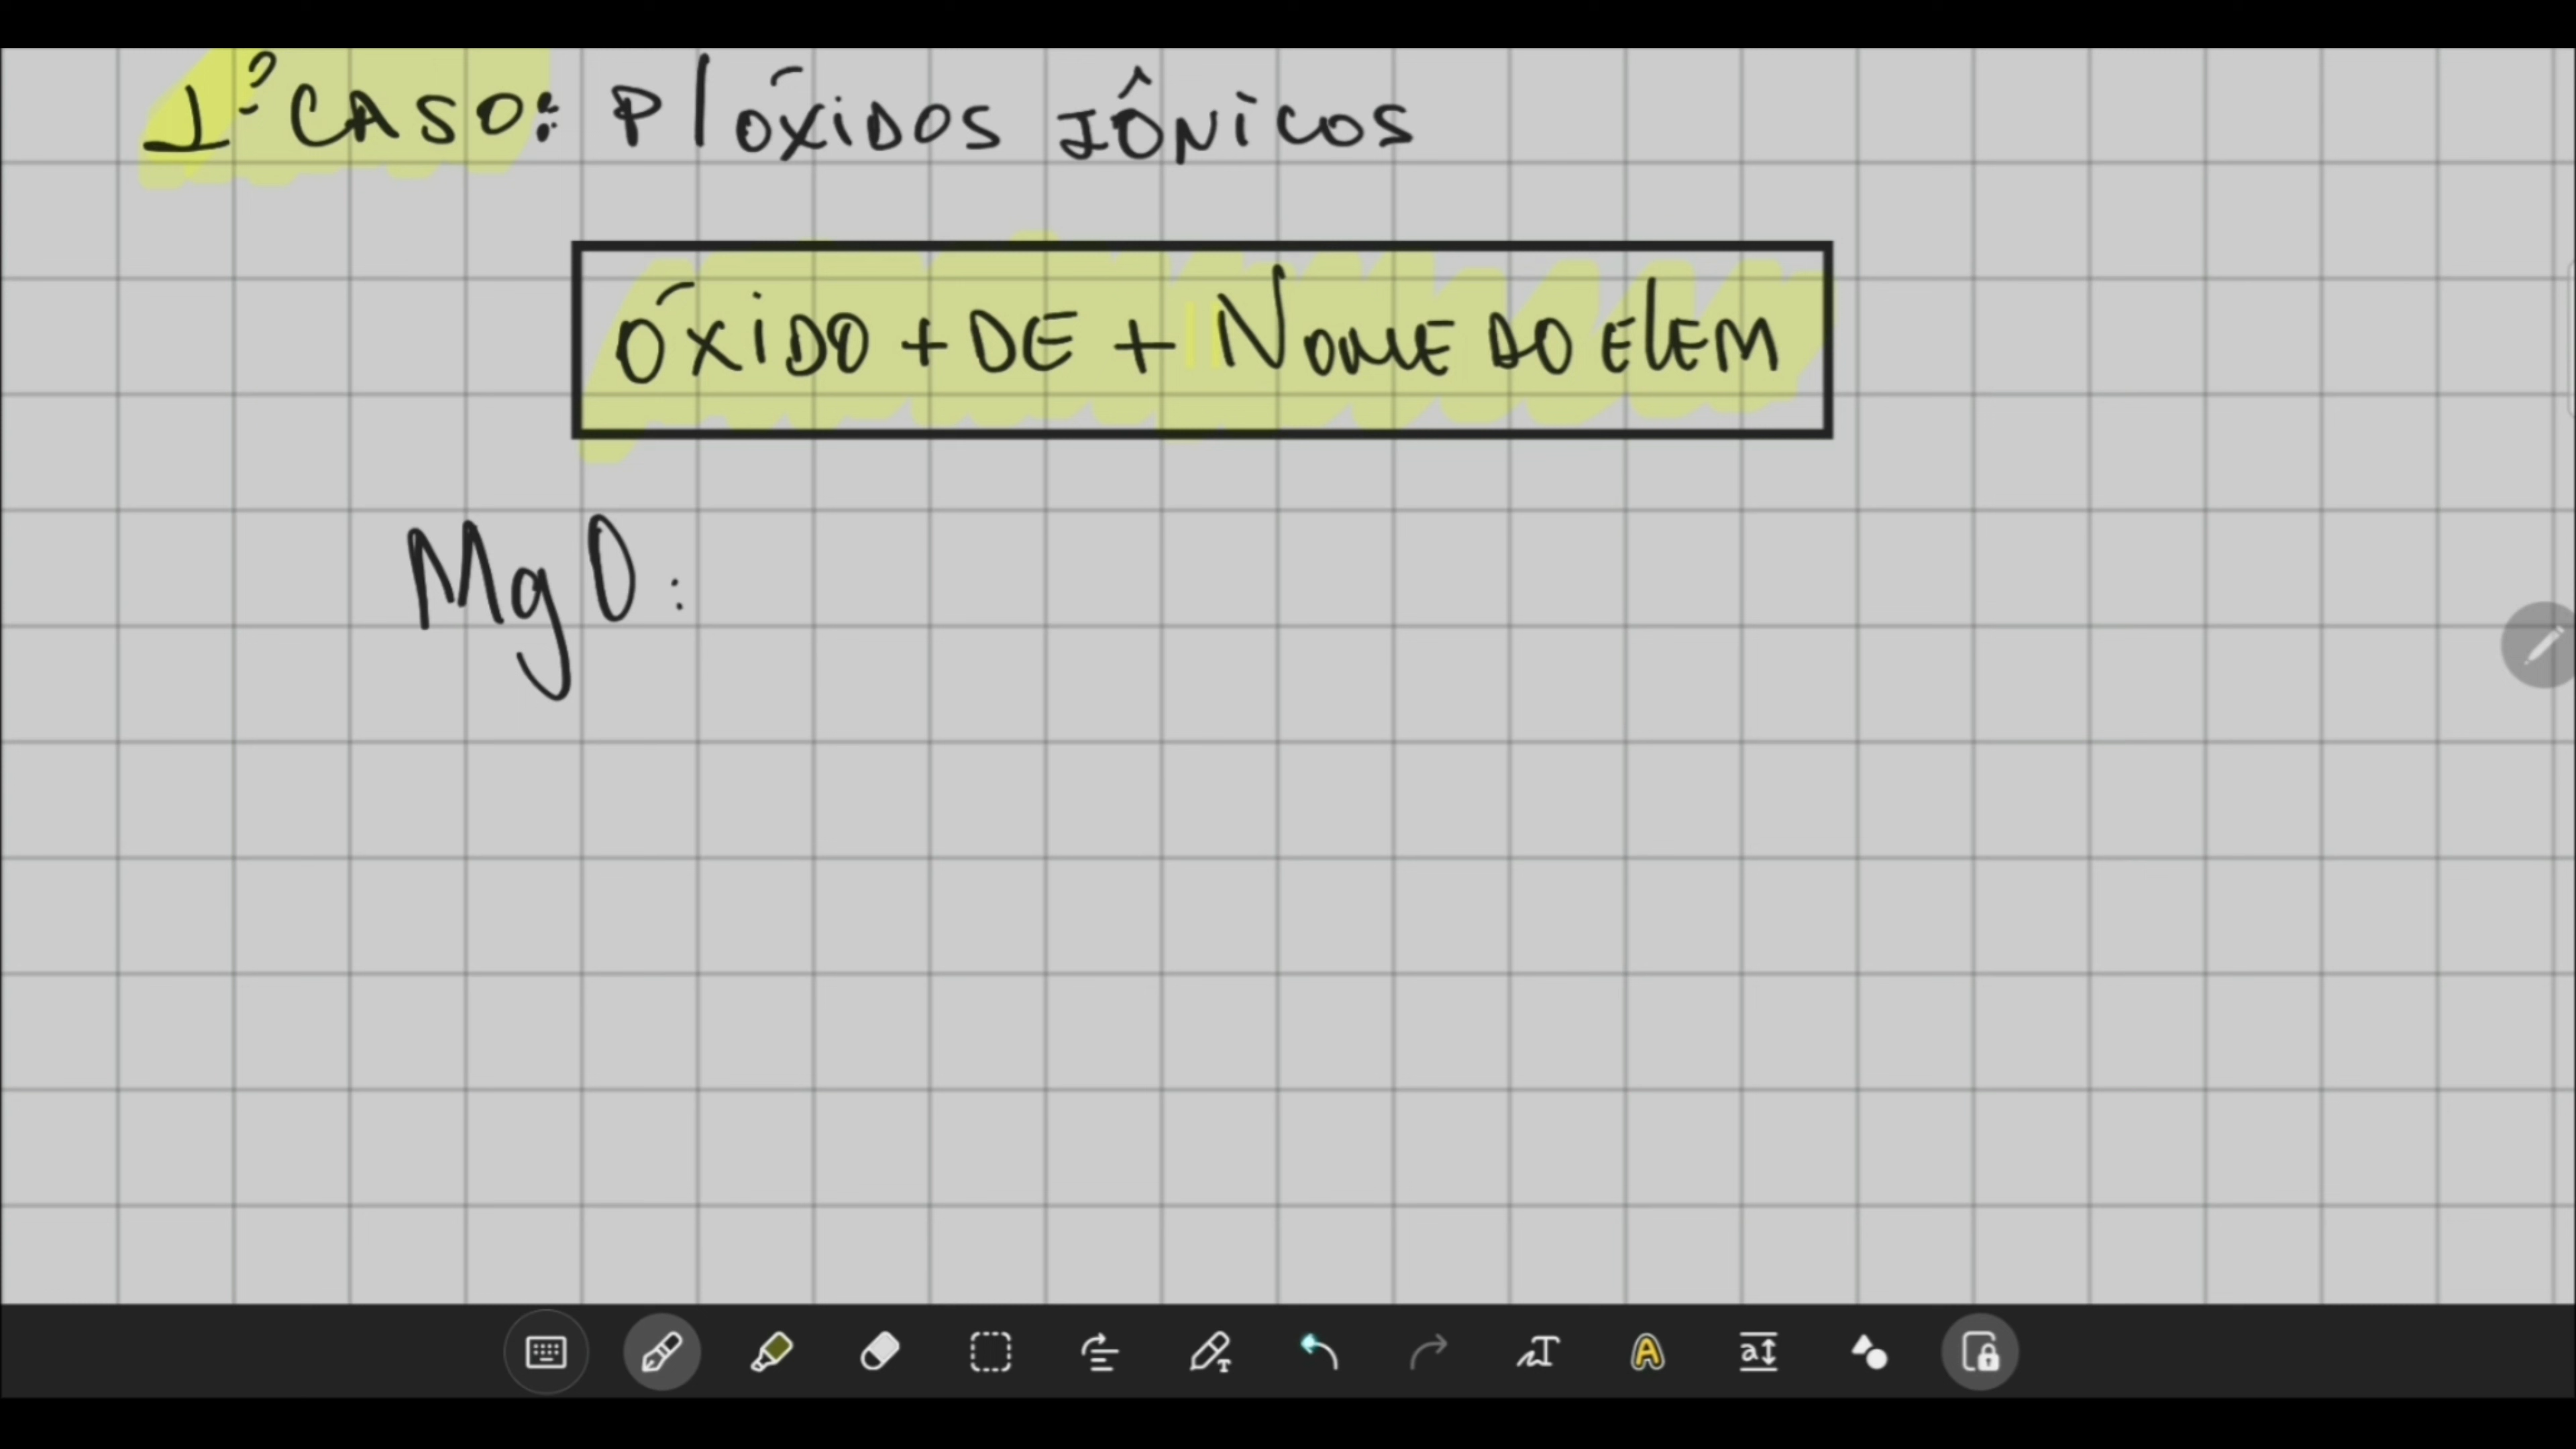 1º CASO: P/ ÓXIDOS IÔNICOS
ÓXIDO + DE + NOME DO ELEM
MgO: